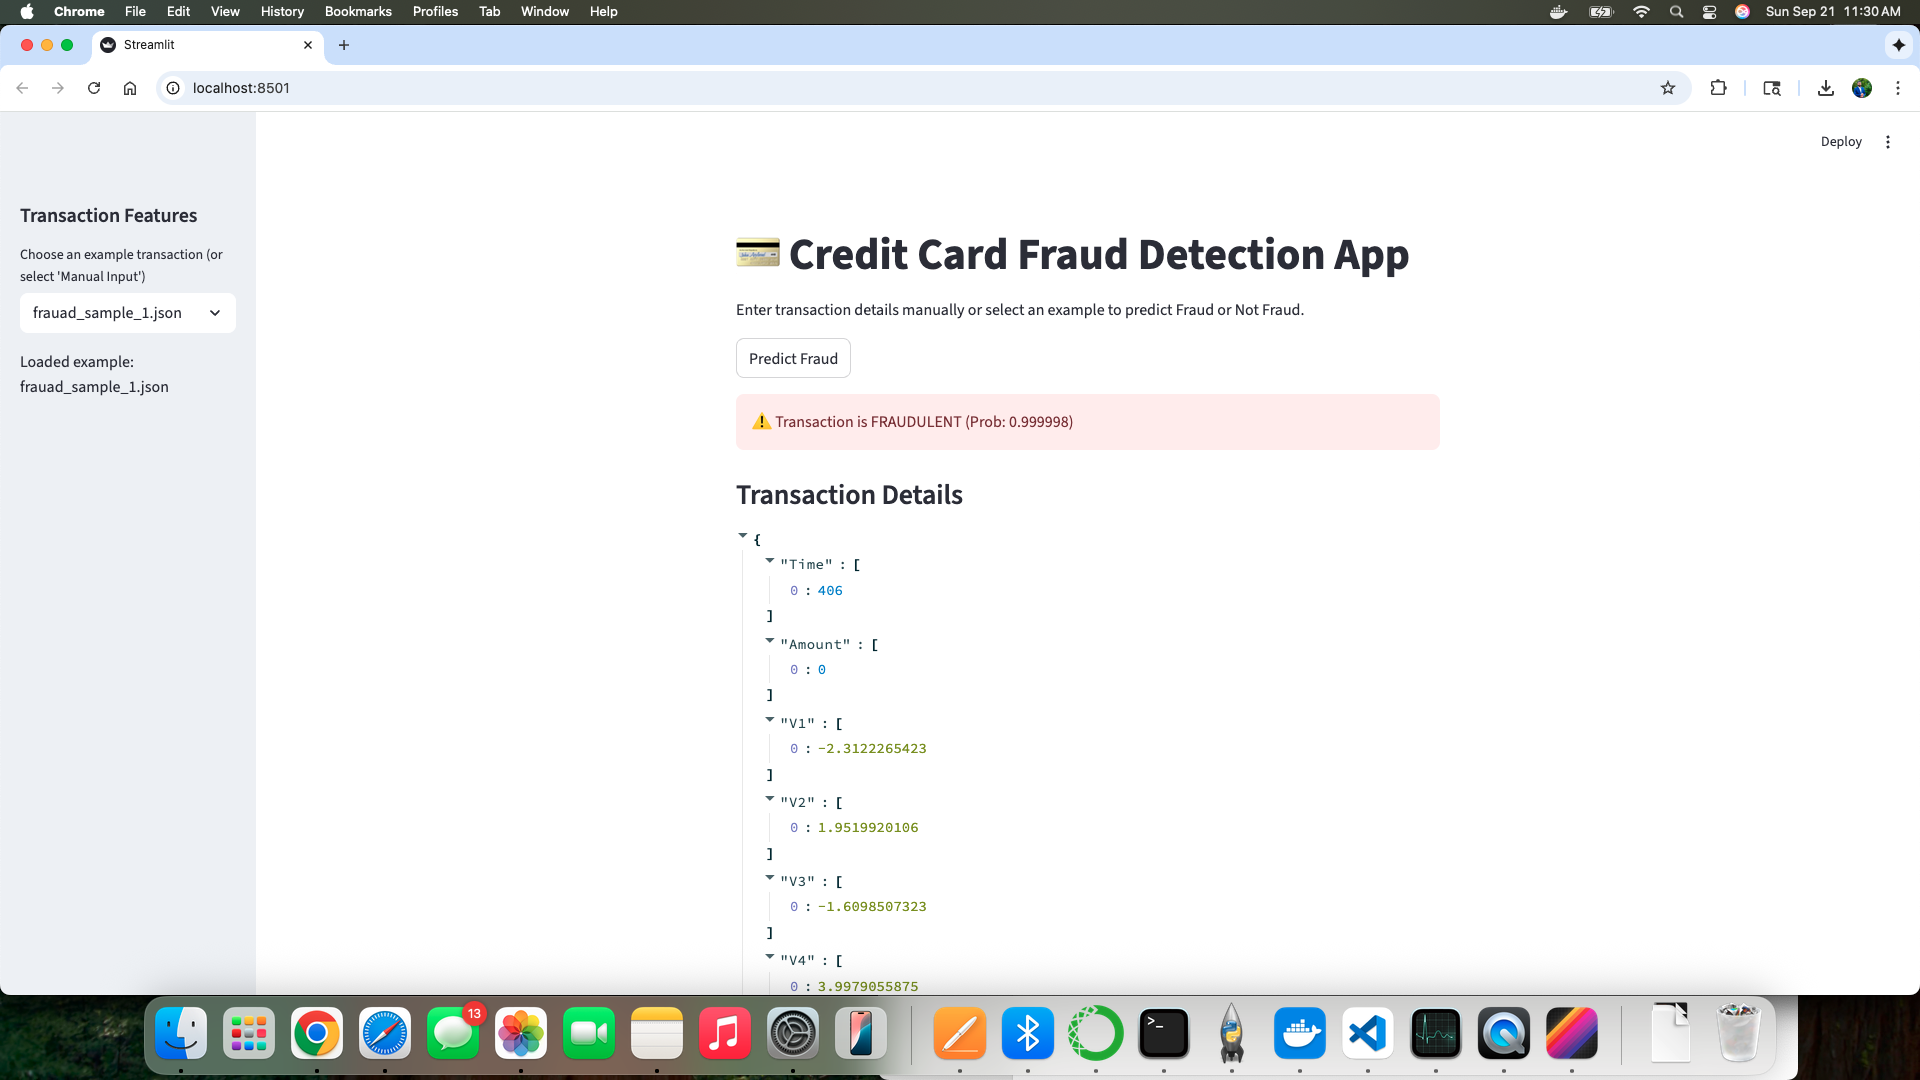 Chrome File Edit View History Bookmarks Profiles Tab Window Help Sun Sep 21 11:30 AM
Streamlit
localhost:8501
Deploy
Transaction Features
Choose an example transaction (or
select 'Manual Input')
frauad_sample_1.json
Loaded example:
frauad_sample_1.json
Credit Card Fraud Detection App
Enter transaction details manually or select an example to predict Fraud or Not Fraud.
Predict Fraud
Transaction is FRAUDULENT (Prob: 0.999998)
Transaction Details
{
"Time" : [
0 : 406
]
"Amount" : [
0 : 0
]
"V1" : [
0 : -2.3122265423
]
"V2" : [
0 : 1.9519920106
]
"V3" : [
0 : -1.6098507323
]
"V4" : [
0 : 3.9979055875
13
>_